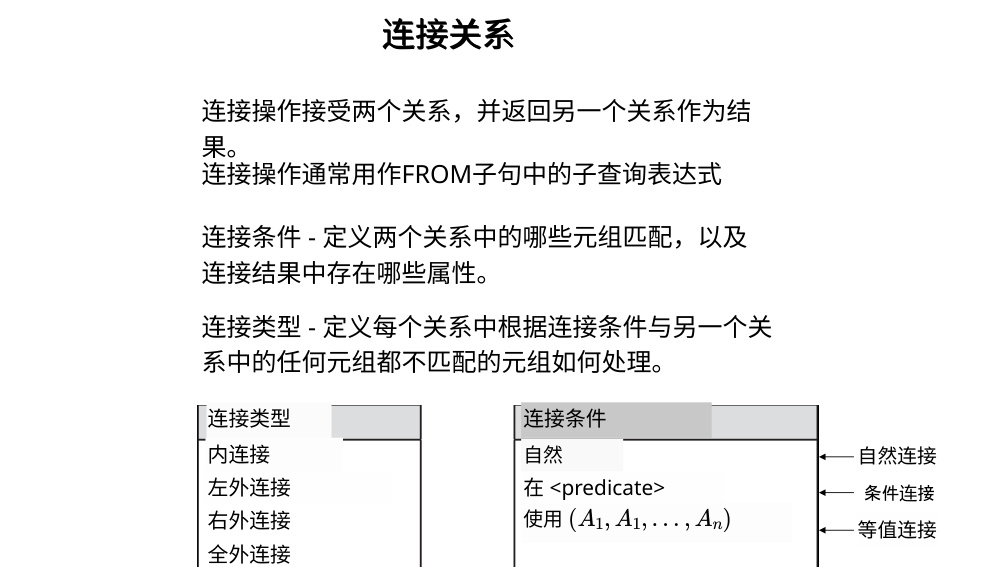 连接关系
连接操作接受两个关系，并返回另一个关系作为结
果。
连接操作通常用作FROM子句中的子查询表达式
连接条件 - 定义两个关系中的哪些元组匹配，以及
连接结果中存在哪些属性。
连接类型 - 定义每个关系中根据连接条件与另一个关
系中的任何元组都不匹配的元组如何处理。
连接类型
内连接
左外连接
右外连接
全外连接
连接条件
自然
在 <predicate>
使用 (A₁, A₁, . . . , Aₙ)
自然连接
条件连接
等值连接